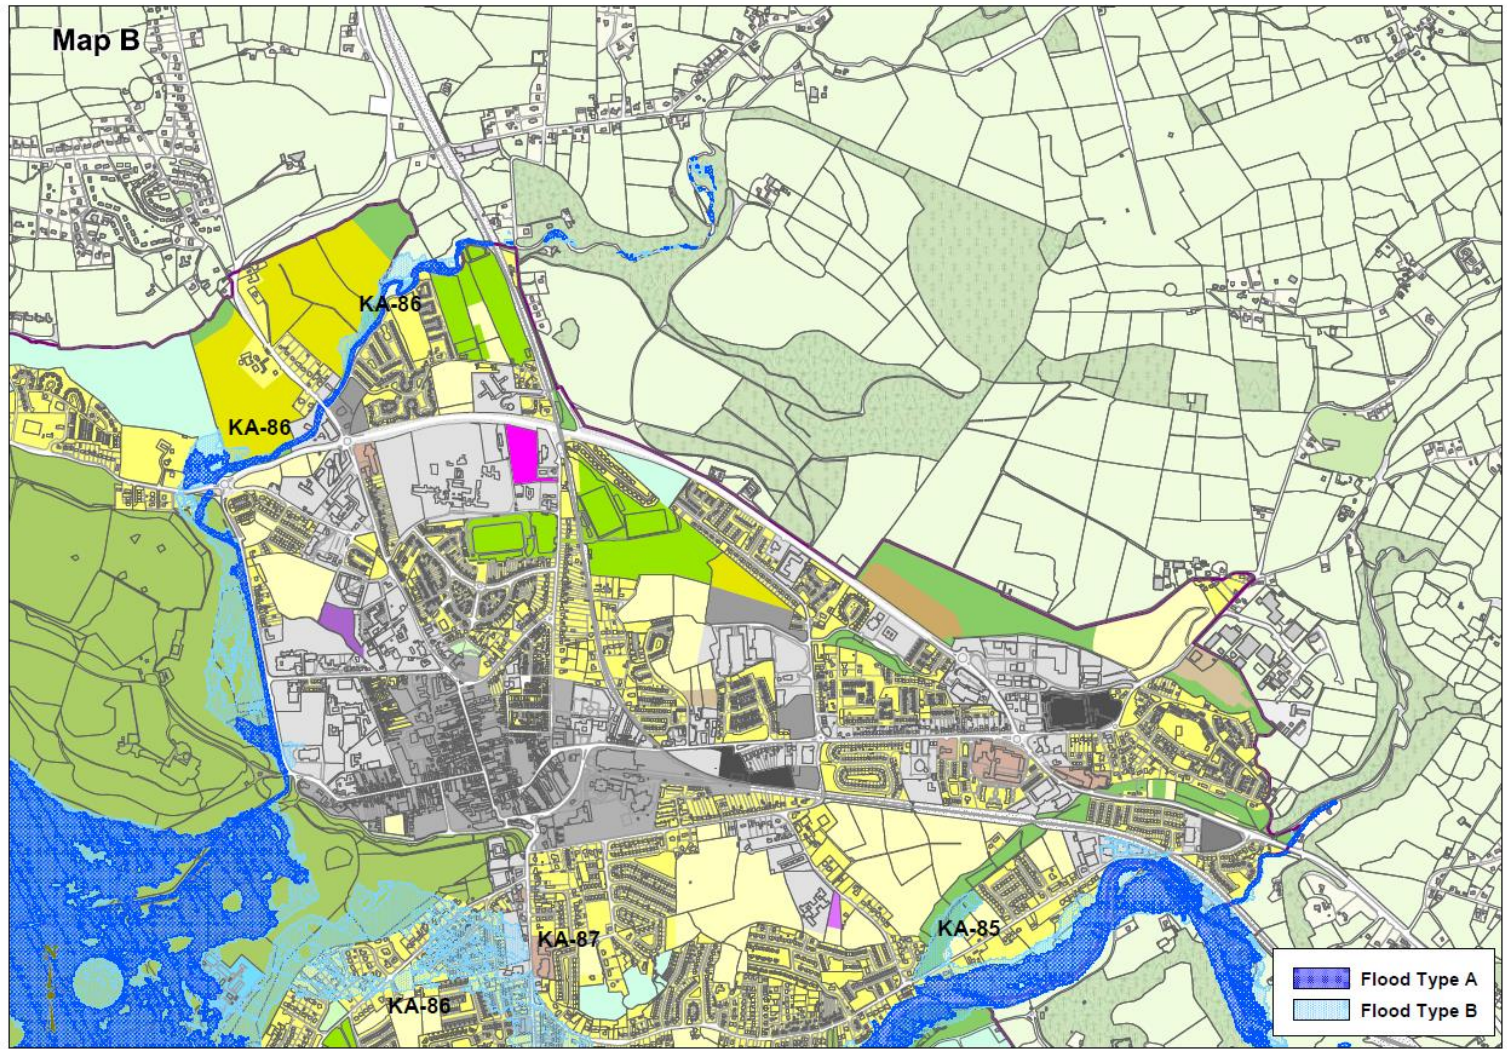 Map B
KA-86
KA-86
KA-87
KA-85
KA-86
Flood Type A
Flood Type B